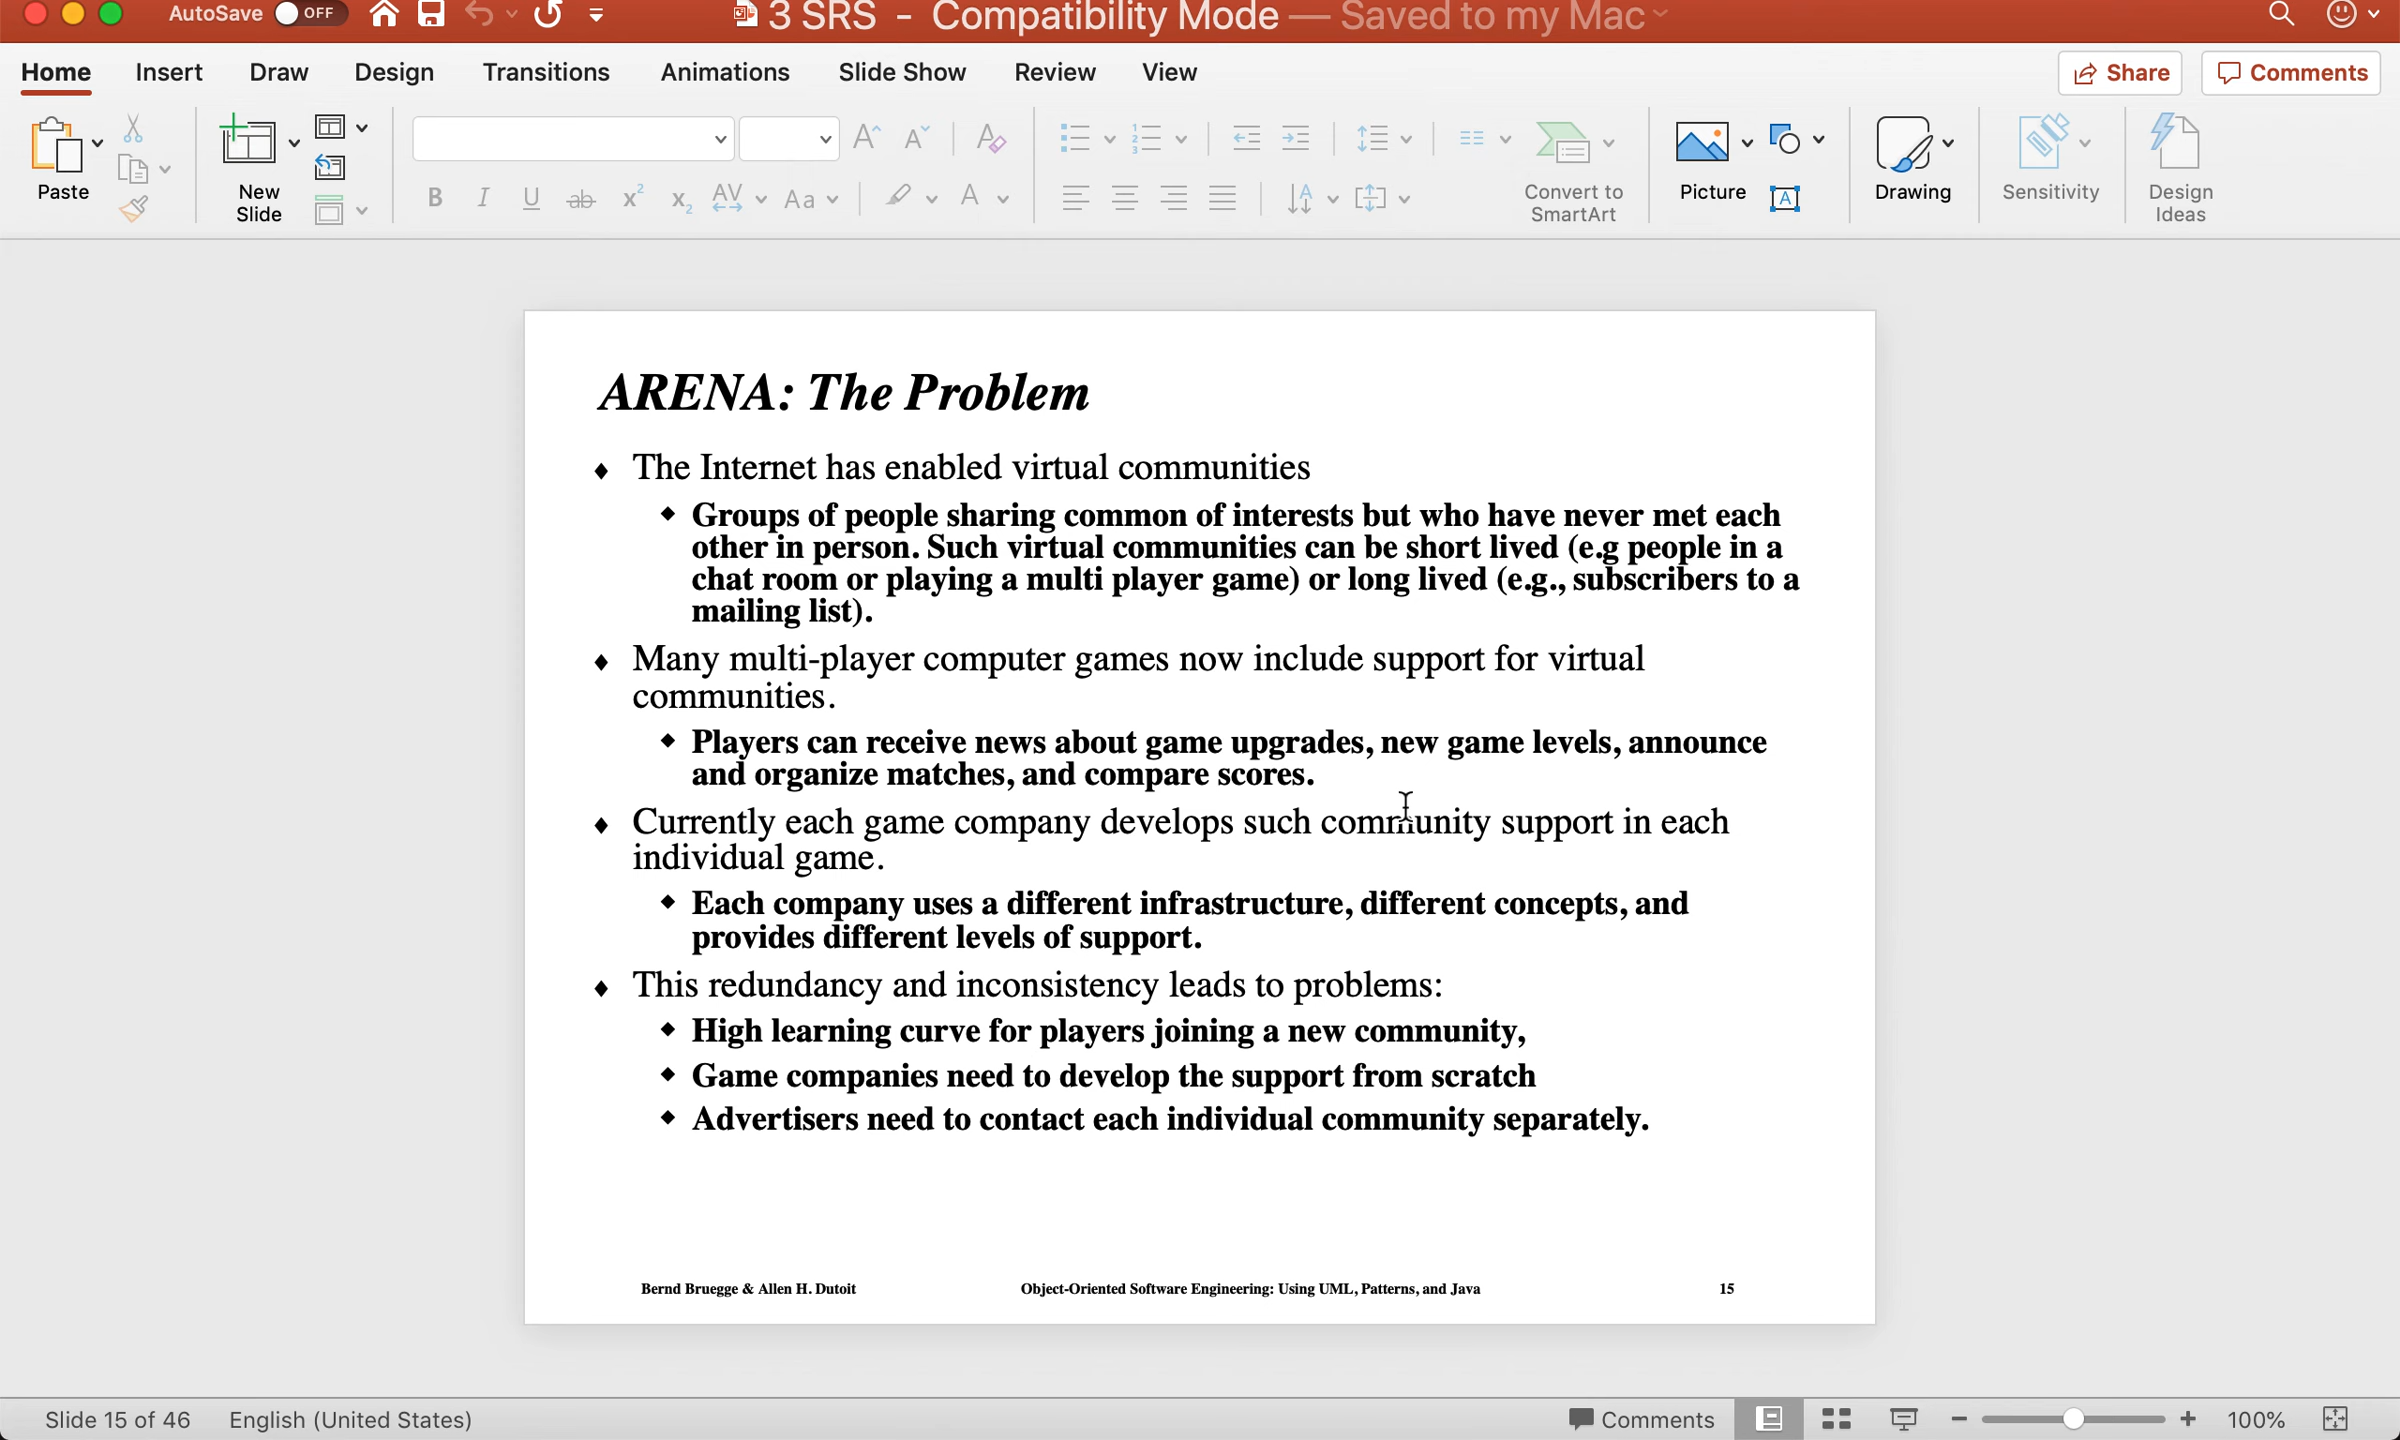 AutoSave OFF 3 SRS - Compatibility Mode — Saved to my Mac
Home Insert Draw Design Transitions Animations Slide Show Review View Share Comments
Paste New Slide Convert to SmartArt Picture Drawing Sensitivity Design Ideas
ARENA: The Problem
The Internet has enabled virtual communities
Groups of people sharing common of interests but who have never met each
other in person. Such virtual communities can be short lived (e.g people in a
chat room or playing a multi player game) or long lived (e.g., subscribers to a
mailing list).
Many multi-player computer games now include support for virtual
communities.
Players can receive news about game upgrades, new game levels, announce
and organize matches, and compare scores.
Currently each game company develops such community support in each
individual game.
Each company uses a different infrastructure, different concepts, and
provides different levels of support.
This redundancy and inconsistency leads to problems:
High learning curve for players joining a new community,
Game companies need to develop the support from scratch
Advertisers need to contact each individual community separately.
Bernd Bruegge & Allen H. Dutoit Object-Oriented Software Engineering: Using UML, Patterns, and Java 15
Slide 15 of 46 English (United States) Comments 100%